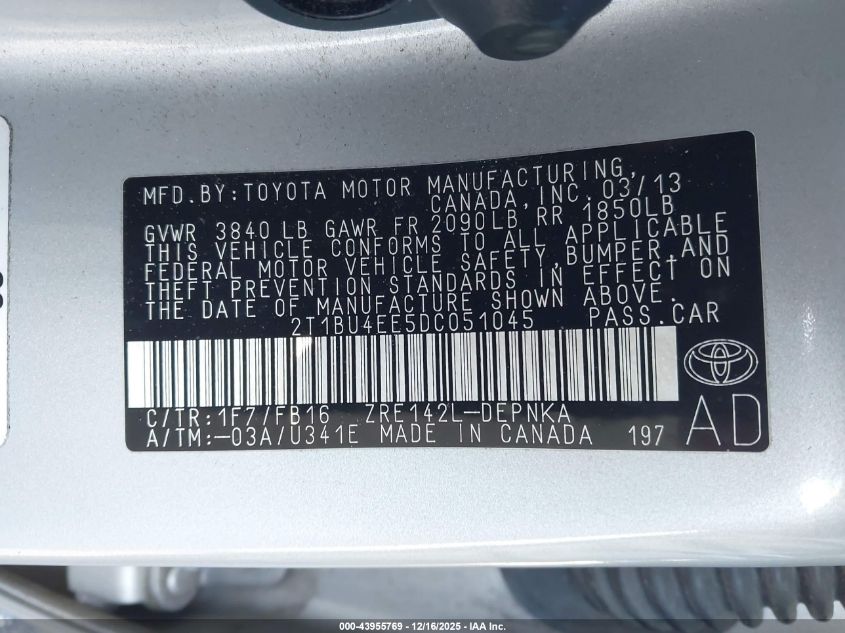 MFD.BY:TOYOTA MOTOR MANUFACTURING,
CANADA,INC. 03/13
GVWR 3840 LB GAWR FR 2090LB, RR 1850LB
THIS VEHICLE CONFORMS TO ALL APPLICABLE
FEDERAL MOTOR VEHICLE SAFETY,BUMPER,AND
THEFT PREVENTION STANDARDS IN EFFECT ON
THE DATE OF MANUFACTURE SHOWN ABOVE.
2T1BU4EE5DC051045 PASS.CAR
C/TR:1F7/FB16 ZRE142L-DEPNKA
A/TM:-03A/U341E MADE IN CANADA 197
AD
000-43955769 - 12/16/2025 - IAA Inc.